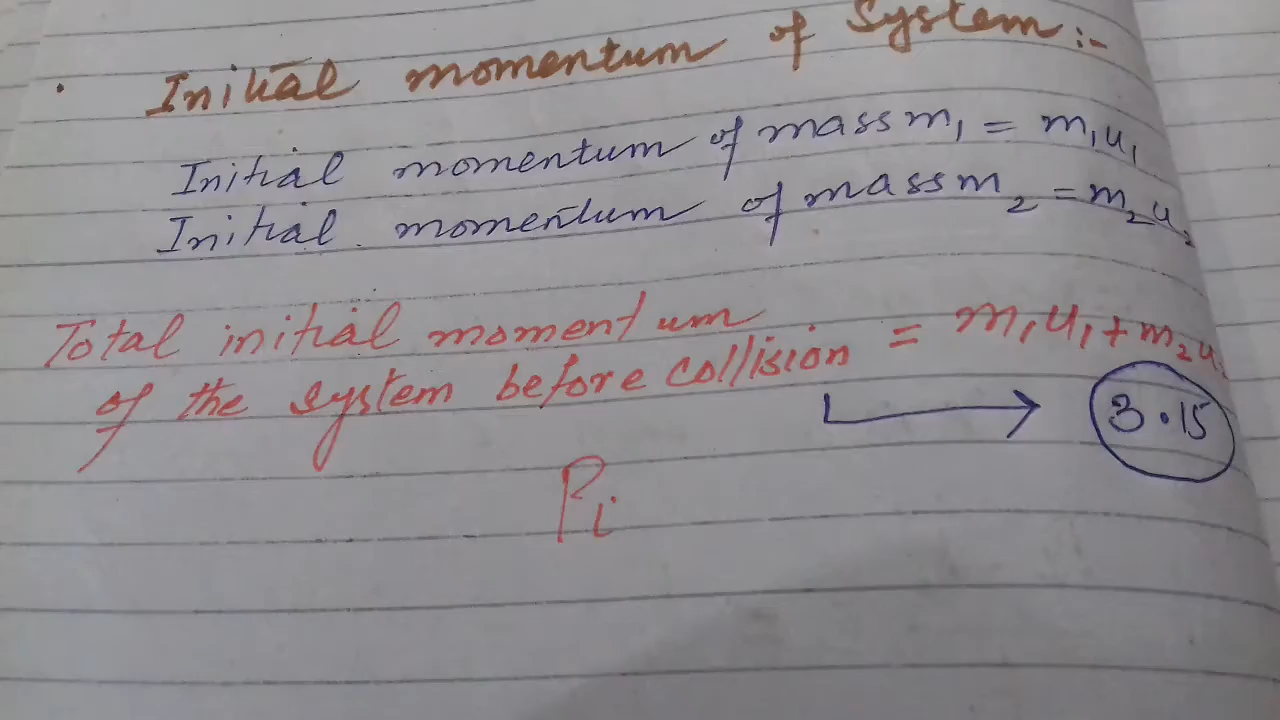 . Initial momentum of System :-
Initial momentum of mass m₁ = m₁u₁
Initial momentum of mass m₂ = m₂u₂
Total initial momentum
of the system before collision = m₁u₁ + m₂u₂
3.15
Pᵢ